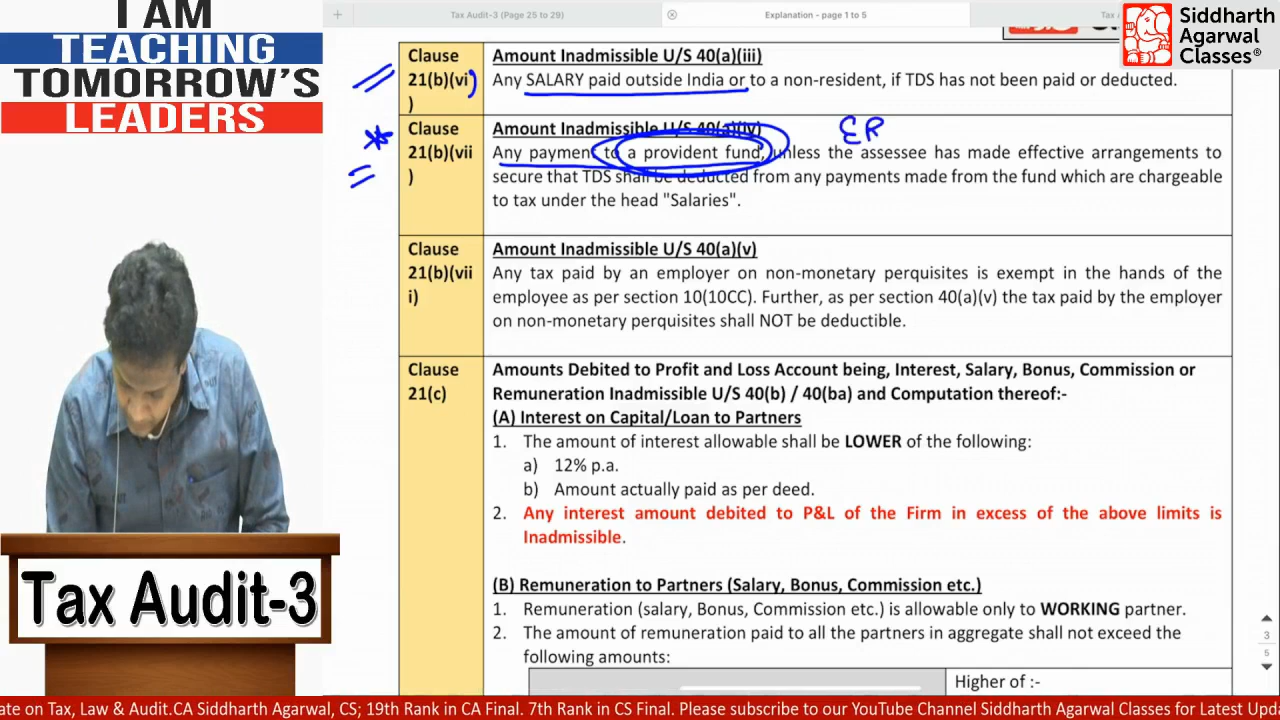 I AM
TEACHING
TOMORROW'S
LEADERS
Tax Audit-3 (Page 25 to 29)
Explanation - page 1 to 5
Siddharth
Agarwal
Classes®
Clause
21(b)(vi
)
Amount Inadmissible U/S 40(a)(iii)
Any SALARY paid outside India or to a non-resident, if TDS has not been paid or deducted.
Clause
21(b)(vii
)
Amount Inadmissible U/S 40(a)(iv)
ER
Any payment to a provident fund, unless the assessee has made effective arrangements to
secure that TDS shall be deducted from any payments made from the fund which are chargeable
to tax under the head "Salaries".
Clause
21(b)(vii
i)
Amount Inadmissible U/S 40(a)(v)
Any tax paid by an employer on non-monetary perquisites is exempt in the hands of the
employee as per section 10(10CC). Further, as per section 40(a)(v) the tax paid by the employer
on non-monetary perquisites shall NOT be deductible.
Clause
21(c)
Amounts Debited to Profit and Loss Account being, Interest, Salary, Bonus, Commission or
Remuneration Inadmissible U/S 40(b) / 40(ba) and Computation thereof:-
(A) Interest on Capital/Loan to Partners
1. The amount of interest allowable shall be LOWER of the following:
a) 12% p.a.
b) Amount actually paid as per deed.
2. Any interest amount debited to P&L of the Firm in excess of the above limits is
Inadmissible.
(B) Remuneration to Partners (Salary, Bonus, Commission etc.)
1. Remuneration (salary, Bonus, Commission etc.) is allowable only to WORKING partner.
2. The amount of remuneration paid to all the partners in aggregate shall not exceed the
following amounts:
Higher of :-
3
5
Tax Audit-3
ate on Tax, Law & Audit.CA Siddharth Agarwal, CS; 19th Rank in CA Final. 7th Rank in CS Final. Please subscribe to our YouTube Channel Siddharth Agarwal Classes for Latest Upd